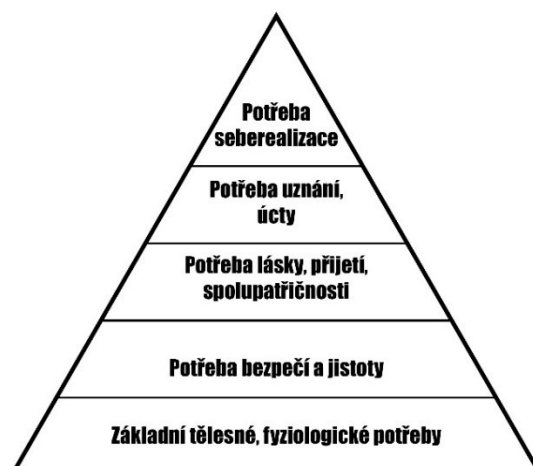 Potřeba
seberealizace
Potřeba uznání,
úcty
Potřeba lásky, přijetí,
spolupatřičnosti
Potřeba bezpečí a jistoty
Základní tělesné, fyziologické potřeby